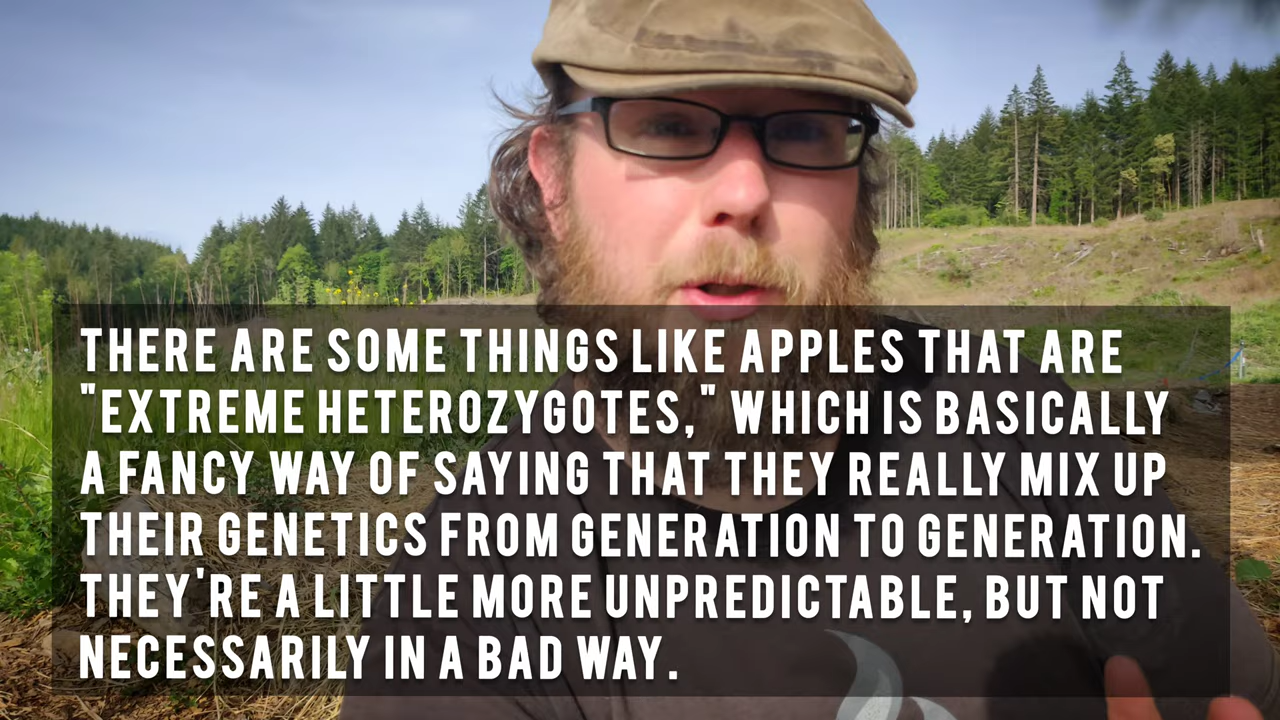 THERE ARE SOME THINGS LIKE APPLES THAT ARE
"EXTREME HETEROZYGOTES," WHICH IS BASICALLY
A FANCY WAY OF SAYING THAT THEY REALLY MIX UP
THEIR GENETICS FROM GENERATION TO GENERATION.
THEY'RE A LITTLE MORE UNPREDICTABLE, BUT NOT
NECESSARILY IN A BAD WAY.